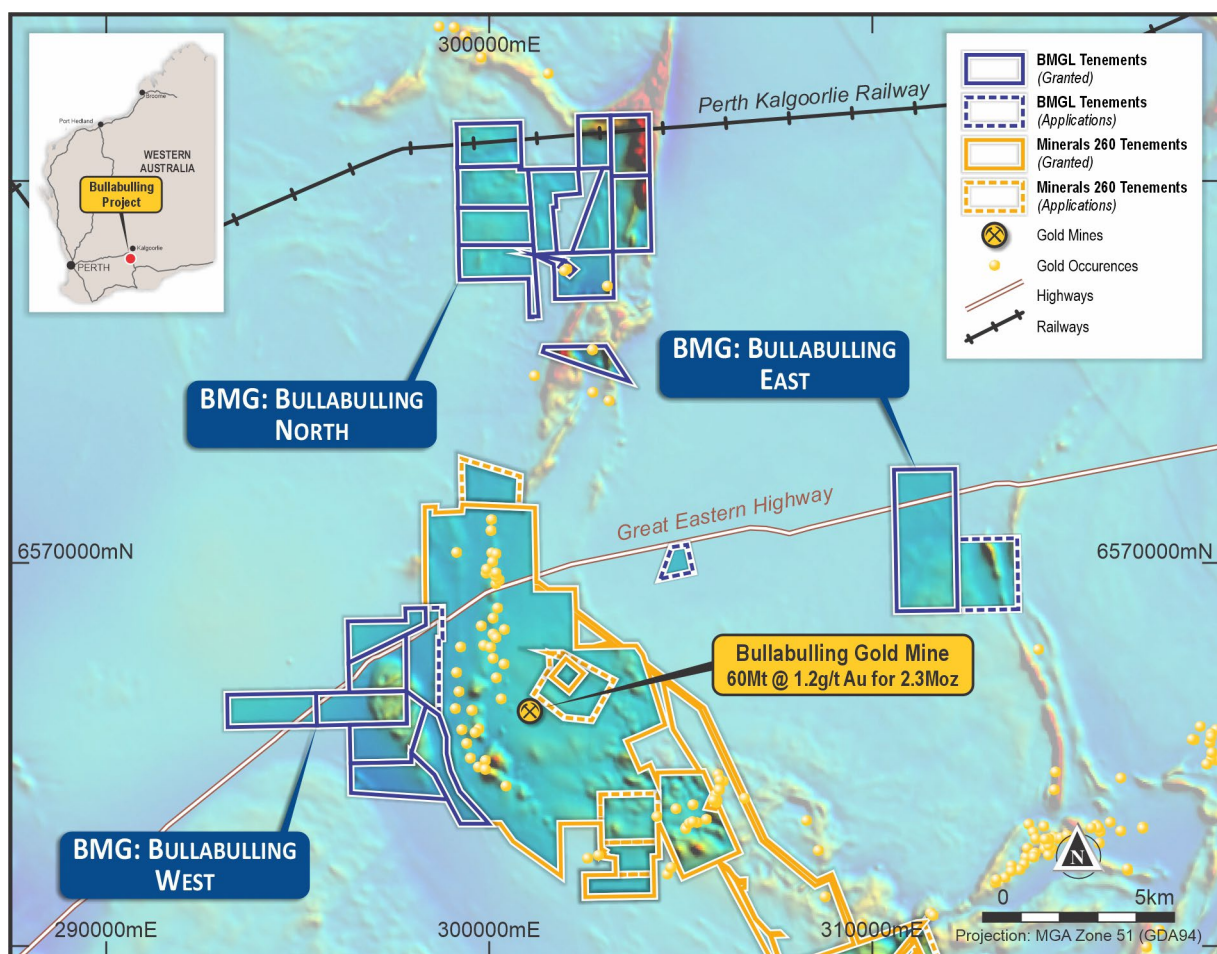 300000mE
Broome
Port Hedland
WESTERN
AUSTRALIA
Bullabulling
Project
Kalgoorlie
PERTH
Perth Kalgoorlie Railway
BMGL Tenements
(Granted)
BMGL Tenements
(Applications)
Minerals 260 Tenements
(Granted)
Minerals 260 Tenements
(Applications)
Gold Mines
Gold Occurences
Highways
Railways
BMG: BULLABULLING
NORTH
BMG: BULLABULLING
EAST
Great Eastern Highway
6570000mN
6570000mN
Bullabulling Gold Mine
60Mt @ 1.2g/t Au for 2.3Moz
BMG: BULLABULLING
WEST
N
0 5km
290000mE
300000mE
310000mE
Projection: MGA Zone 51 (GDA94)